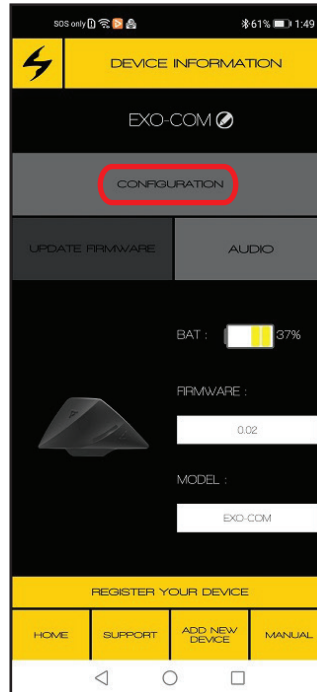 SOS only 61% 1:49
DEVICE INFORMATION
EXO-COM
CONFIGURATION
UPDATE FIRMWARE AUDIO
BAT : 37%
FIRMWARE :
0.02
MODEL :
EXO-COM
REGISTER YOUR DEVICE
HOME SUPPORT ADD NEW DEVICE MANUAL